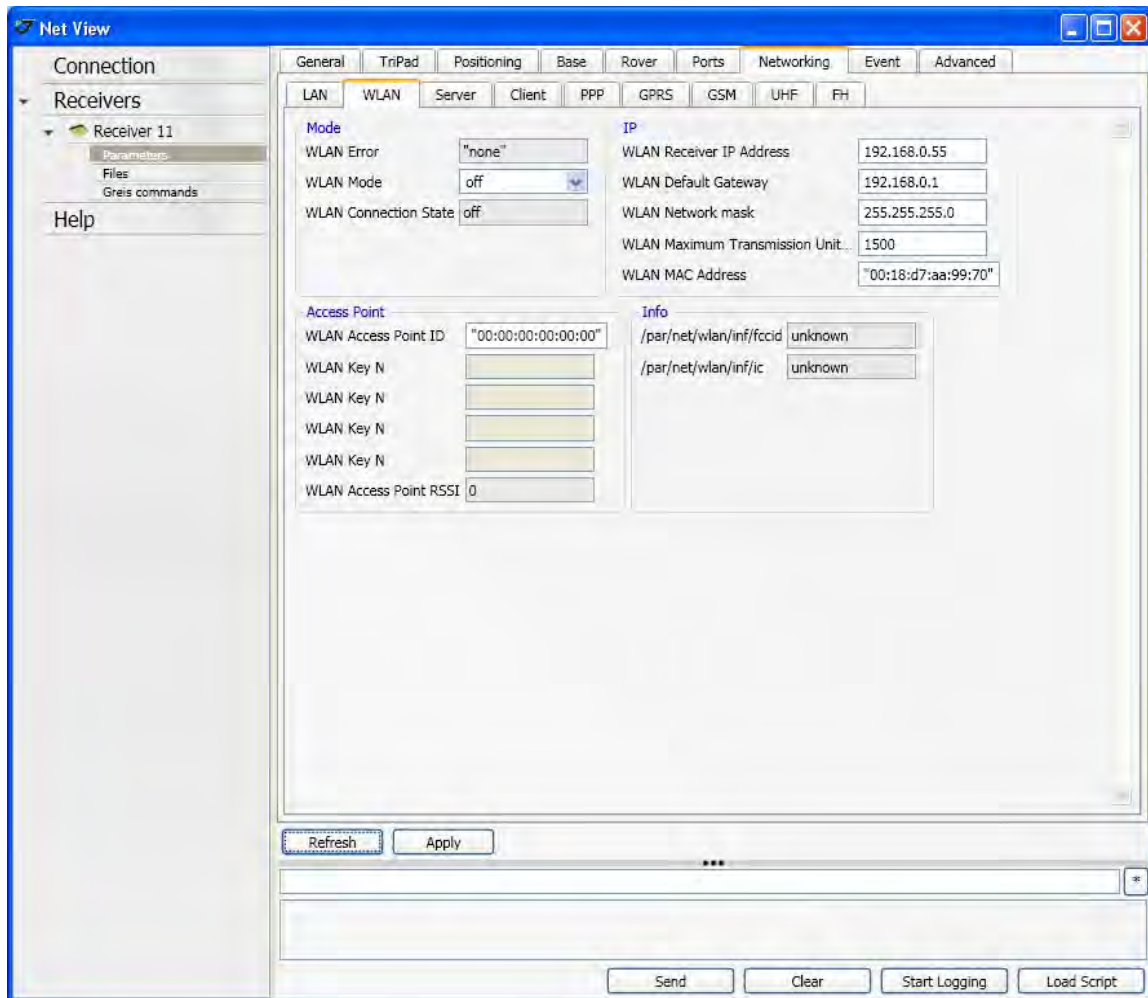 Net View
Connection
Receivers
Receiver 11
Parameters
Files
Greis commands
Help
General TriPad Positioning Base Rover Ports Networking Event Advanced
LAN WLAN Server Client PPP GPRS GSM UHF FH
Mode
WLAN Error "none"
WLAN Mode off
WLAN Connection State off
IP
WLAN Receiver IP Address 192.168.0.55
WLAN Default Gateway 192.168.0.1
WLAN Network mask 255.255.255.0
WLAN Maximum Transmission Unit... 1500
WLAN MAC Address "00:18:d7:aa:99:70"
Access Point
WLAN Access Point ID "00:00:00:00:00:00"
WLAN Key N
WLAN Key N
WLAN Key N
WLAN Key N
WLAN Access Point RSSI 0
Info
/par/net/wlan/inf/fccid unknown
/par/net/wlan/inf/ic unknown
Refresh Apply
*
Send Clear Start Logging Load Script